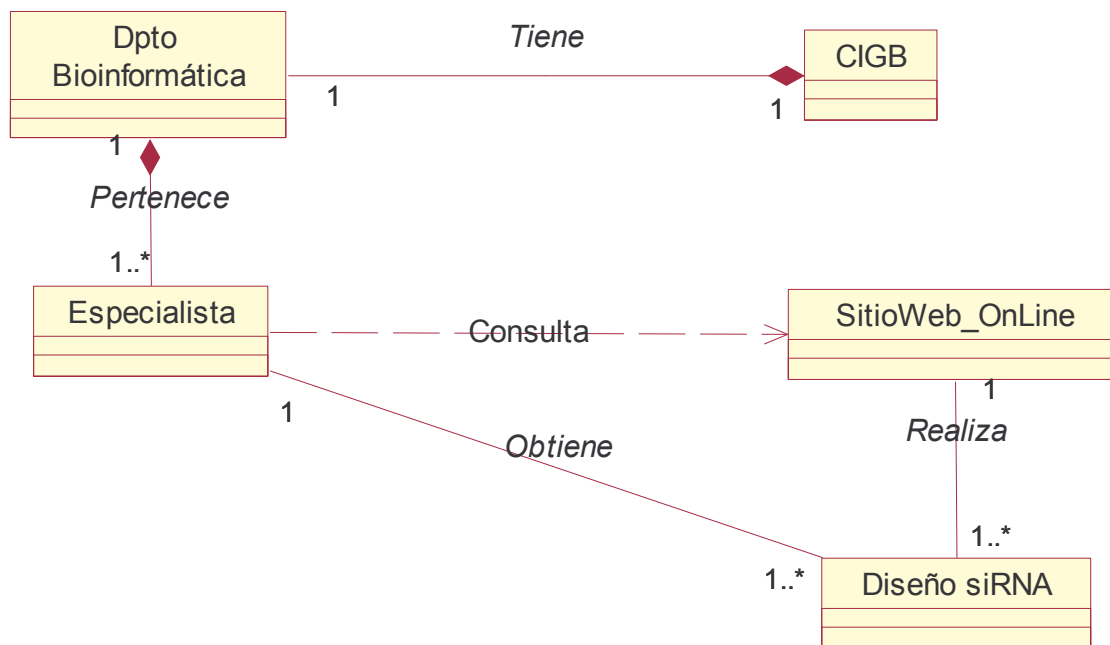 Dpto
Bioinformática
Tiene
CIGB
1
1
1
Pertenece
1..*
Especialista
Consulta
SitioWeb_OnLine
1
1
Obtiene
Realiza
1..*
1..*
Diseño siRNA